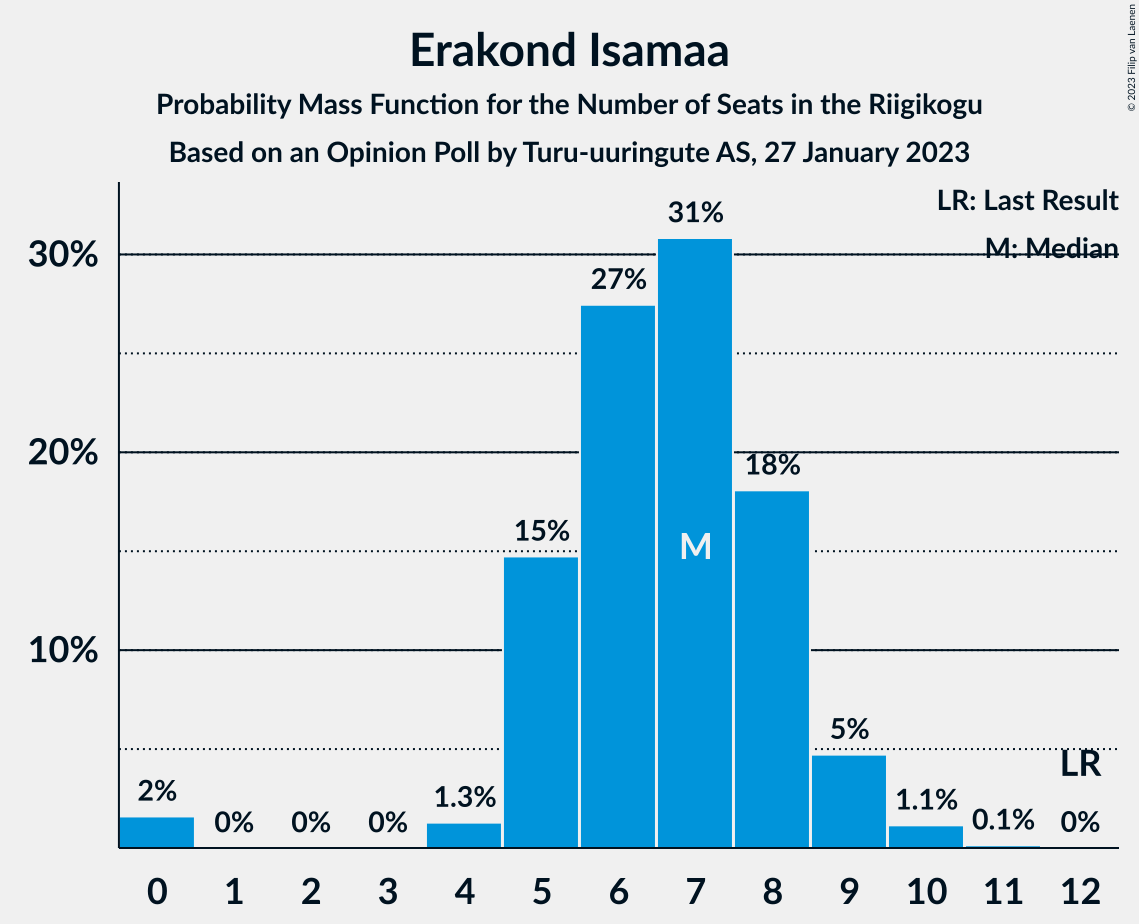 Erakond Isamaa
Probability Mass Function for the Number of Seats in the Riigikogu
Based on an Opinion Poll by Turu-uuringute AS, 27 January 2023
© 2023 Filip van Laenen
LR: Last Result
M: Median
31%
30%
27%
20%
18%
15%
M
10%
5%
LR
2%
0%
0%
0%
1.3%
1.1%
0.1%
0%
0 1 2 3 4 5 6 7 8 9 10 11 12